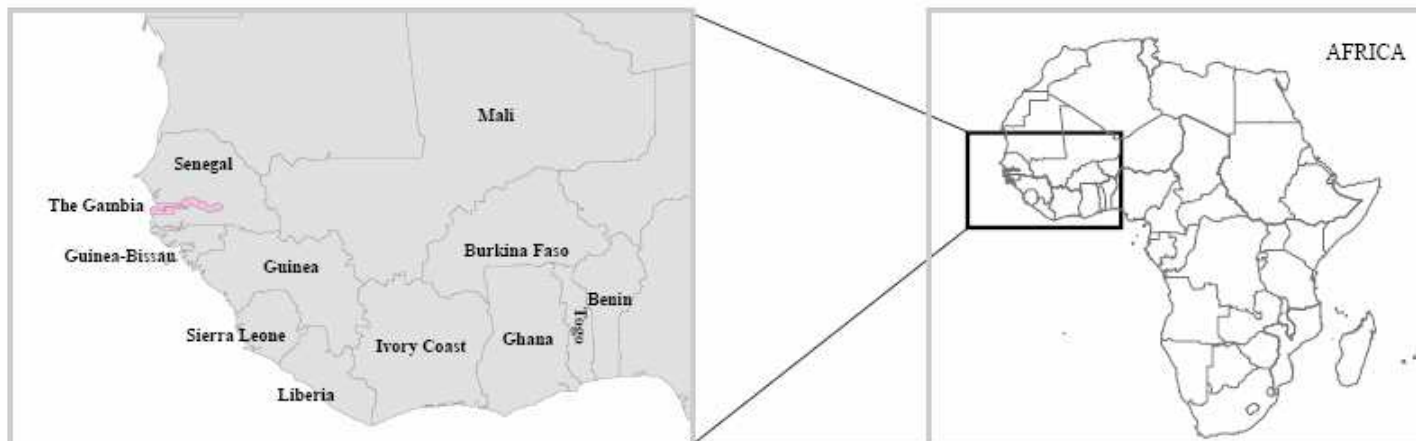 AFRICA
Mali
Senegal
The Gambia
Guinea-Bissau
Burkina Faso
Guinea
Benin
Togo
Sierra Leone
Ivory Coast
Ghana
Liberia